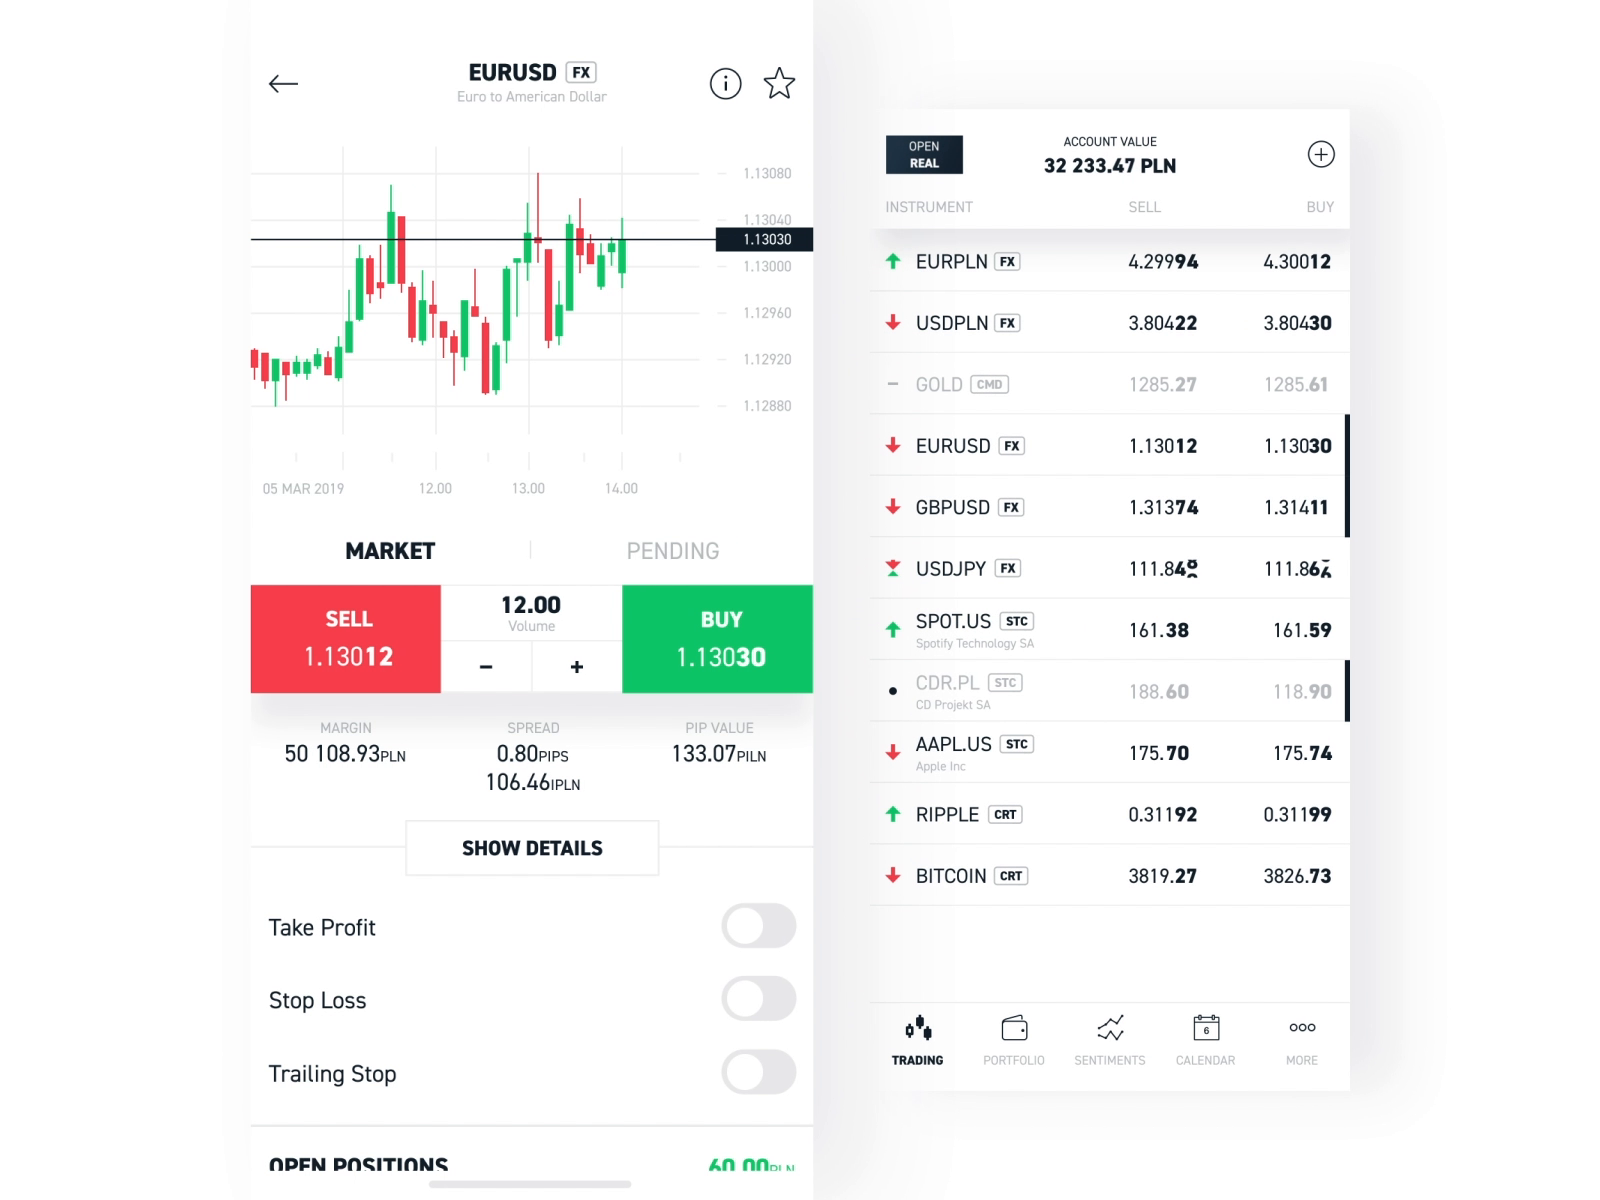 EURUSD FX
Euro to American Dollar
1.13080
1.13040
1.13030
1.13000
1.12960
1.12920
1.12880
05 MAR 2019 12.00 13.00 14.00
MARKET PENDING
SELL
1.13012
12.00
Volume
− +
BUY
1.13030
MARGIN
50 108.93PLN
SPREAD
0.80PIPS
106.46IPLN
PIP VALUE
133.07PILN
SHOW DETAILS
Take Profit
Stop Loss
Trailing Stop
OPEN POSITIONS 60.00PLN
OPEN
REAL
ACCOUNT VALUE
32 233.47 PLN
INSTRUMENT SELL BUY
EURPLN FX 4.29994 4.30012
USDPLN FX 3.80422 3.80430
GOLD CMD 1285.27 1285.61
EURUSD FX 1.13012 1.13030
GBPUSD FX 1.31374 1.31411
USDJPY FX 111.84 111.86
SPOT.US STC 161.38 161.59
Spotify Technology SA
CDR.PL STC 188.60 118.90
CD Projekt SA
AAPL.US STC 175.70 175.74
Apple Inc
RIPPLE CRT 0.31192 0.31199
BITCOIN CRT 3819.27 3826.73
6
TRADING PORTFOLIO SENTIMENTS CALENDAR MORE